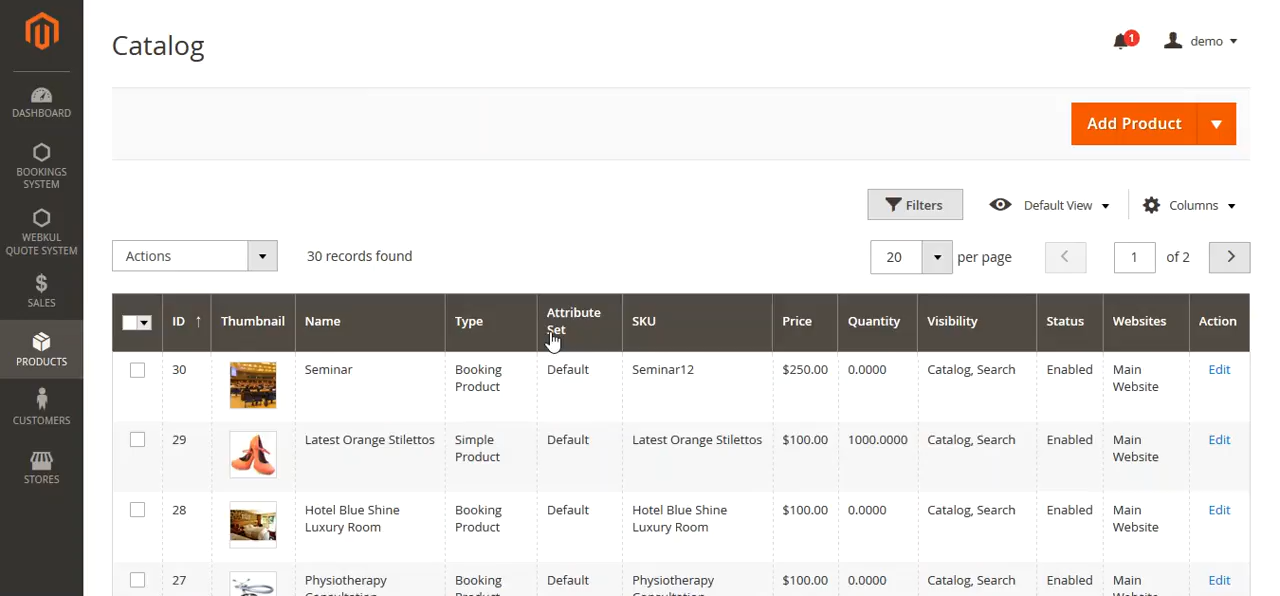 Catalog
1
demo
DASHBOARD
BOOKINGS
SYSTEM
WEBKUL
QUOTE SYSTEM
SALES
PRODUCTS
CUSTOMERS
STORES
Add Product
Filters
Default View
Columns
Actions
30 records found
20
per page
1
of 2
ID ↑ Thumbnail Name Type Attribute Set SKU Price Quantity Visibility Status Websites Action
30 Seminar Booking Default Seminar12 $250.00 0.0000 Catalog, Search Enabled Main Edit
Product Website
29 Latest Orange Stilettos Simple Default Latest Orange Stilettos $100.00 1000.0000 Catalog, Search Enabled Main Edit
Product Website
28 Hotel Blue Shine Booking Default Hotel Blue Shine $100.00 0.0000 Catalog, Search Enabled Main Edit
Luxury Room Product Luxury Room Website
27 Physiotherapy Booking Default Physiotherapy $100.00 0.0000 Catalog, Search Enabled Main Edit